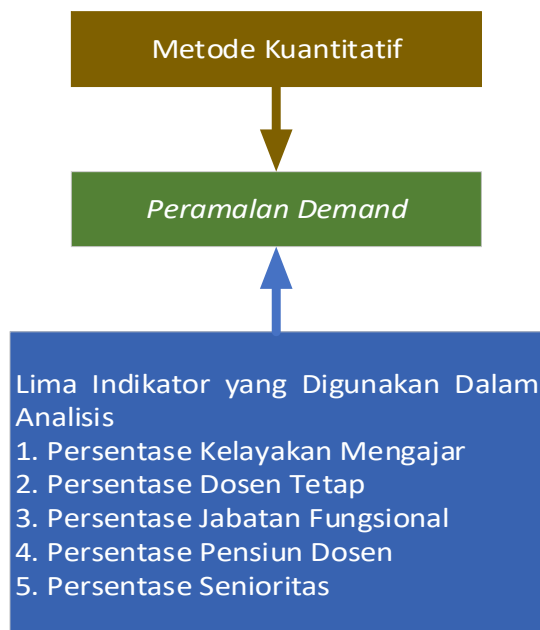 Metode Kuantitatif
Peramalan Demand
Lima Indikator yang Digunakan Dalam
Analisis
1. Persentase Kelayakan Mengajar
2. Persentase Dosen Tetap
3. Persentase Jabatan Fungsional
4. Persentase Pensiun Dosen
5. Persentase Senioritas